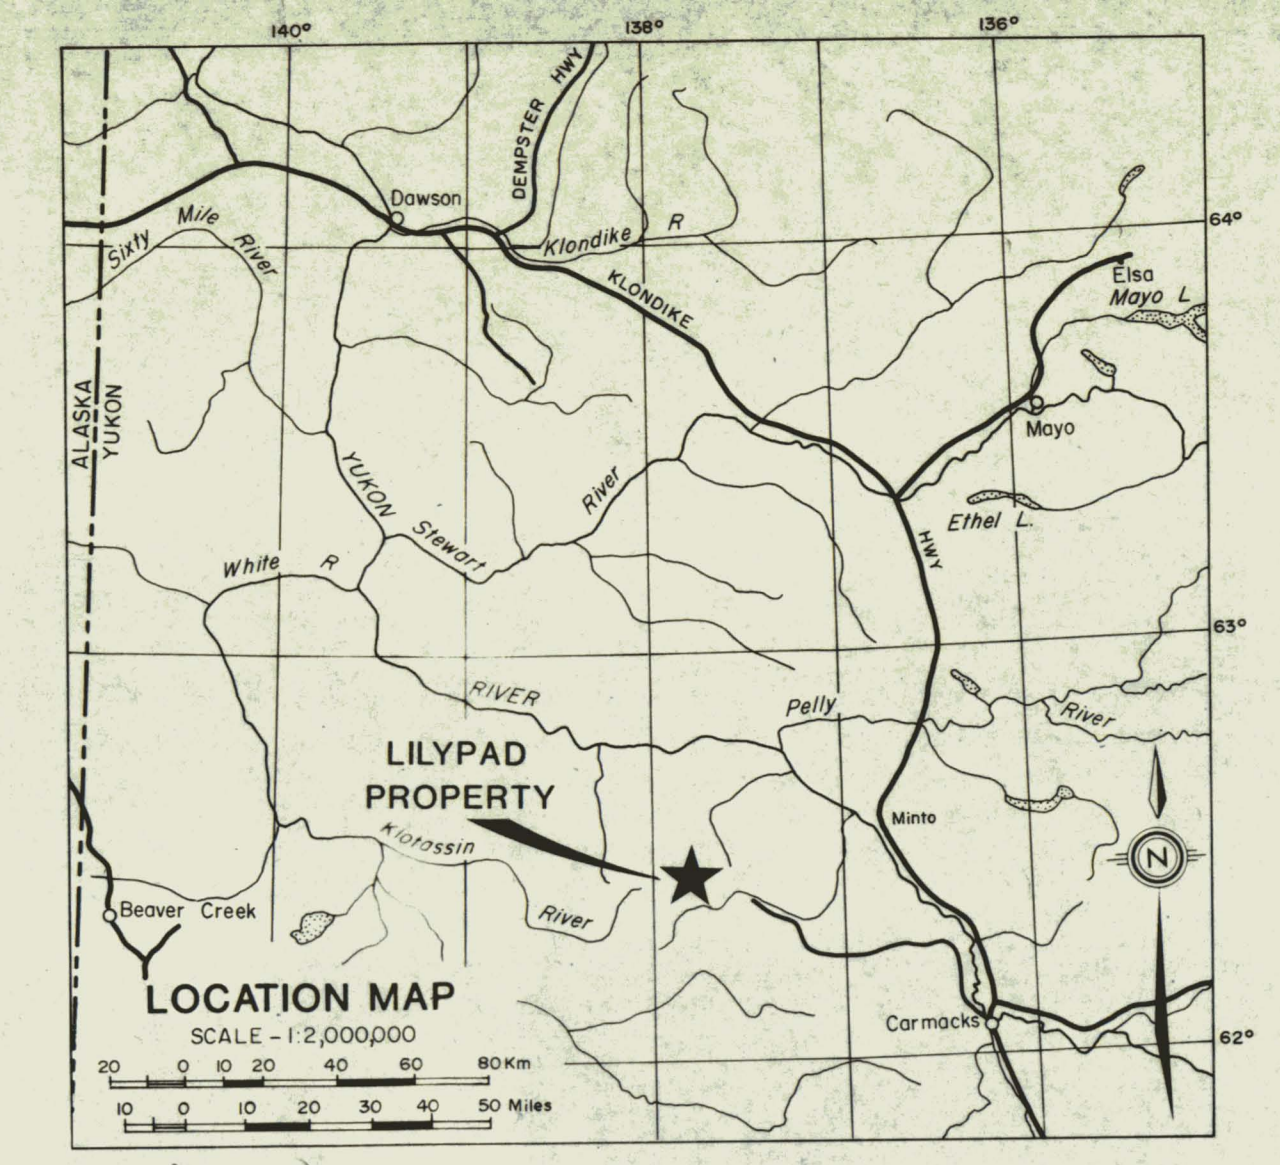 140° 138° 136°
DEMPSTER HWY
Dawson
Sixty Mile River
Klondike R
64°
KLONDIKE
Elsa
Mayo L
ALASKA
YUKON
Mayo
YUKON
Stewart River
Ethel L.
HWY
White R
63°
RIVER
Pelly River
LILYPAD
PROPERTY
Minto
Klotassin River
N
Beaver Creek
LOCATION MAP
SCALE - 1:2,000,000
Carmacks
62°
20 0 10 20 40 60 80 Km
10 0 10 20 30 40 50 Miles